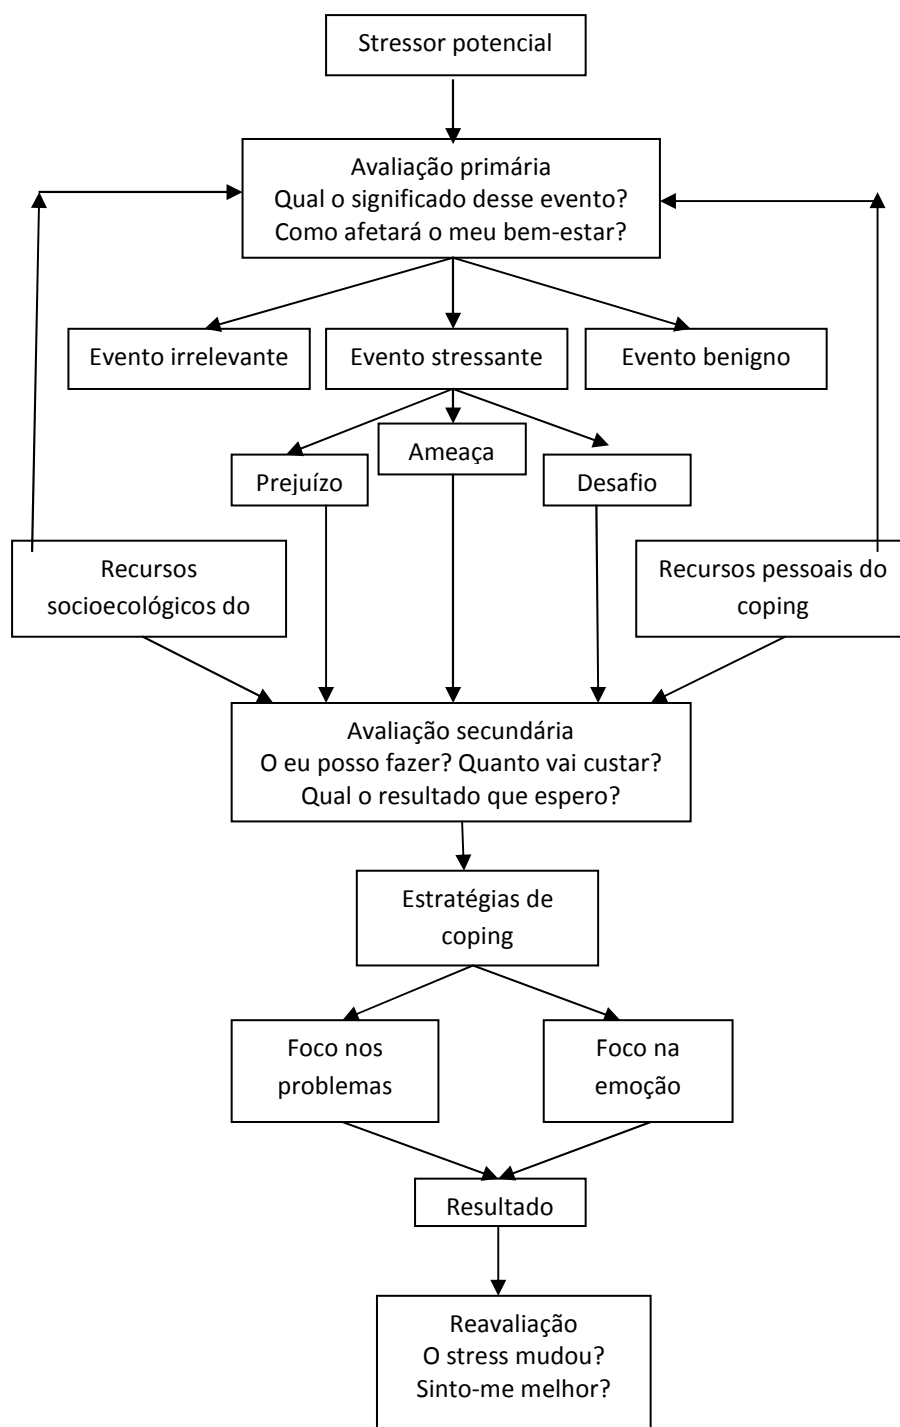 Stressor potencial
Avaliação primária
Qual o significado desse evento?
Como afetará o meu bem-estar?
Evento irrelevante
Evento stressante
Evento benigno
Ameaça
Prejuízo
Desafio
Recursos
socioecológicos do
Recursos pessoais do
coping
Avaliação secundária
O eu posso fazer? Quanto vai custar?
Qual o resultado que espero?
Estratégias de
coping
Foco nos
problemas
Foco na
emoção
Resultado
Reavaliação
O stress mudou?
Sinto-me melhor?